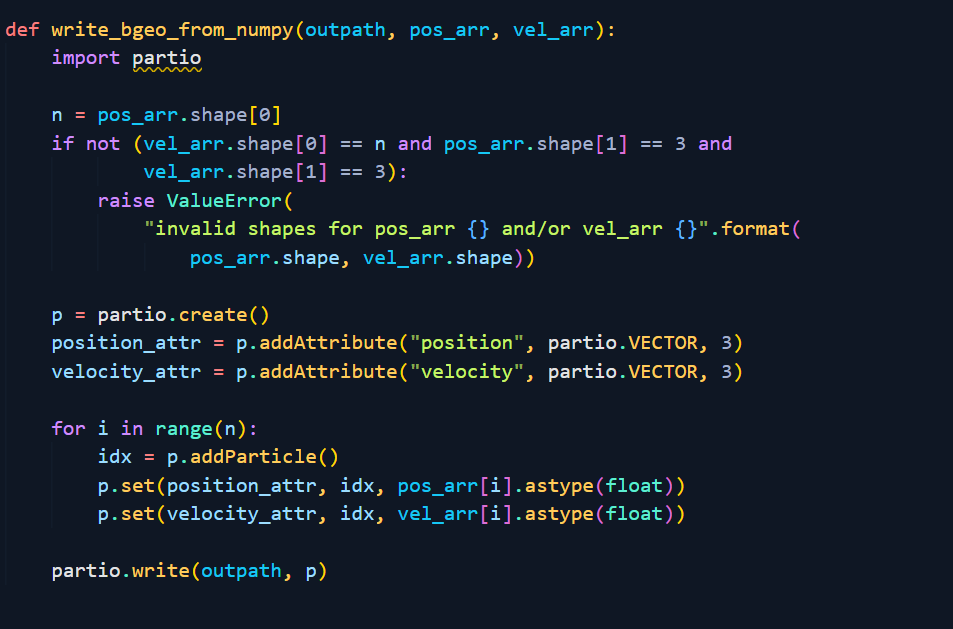 def write_bgeo_from_numpy(outpath, pos_arr, vel_arr):
    import partio

    n = pos_arr.shape[0]
    if not (vel_arr.shape[0] == n and pos_arr.shape[1] == 3 and
            vel_arr.shape[1] == 3):
        raise ValueError(
            "invalid shapes for pos_arr {} and/or vel_arr {}".format(
                pos_arr.shape, vel_arr.shape))

    p = partio.create()
    position_attr = p.addAttribute("position", partio.VECTOR, 3)
    velocity_attr = p.addAttribute("velocity", partio.VECTOR, 3)

    for i in range(n):
        idx = p.addParticle()
        p.set(position_attr, idx, pos_arr[i].astype(float))
        p.set(velocity_attr, idx, vel_arr[i].astype(float))

    partio.write(outpath, p)